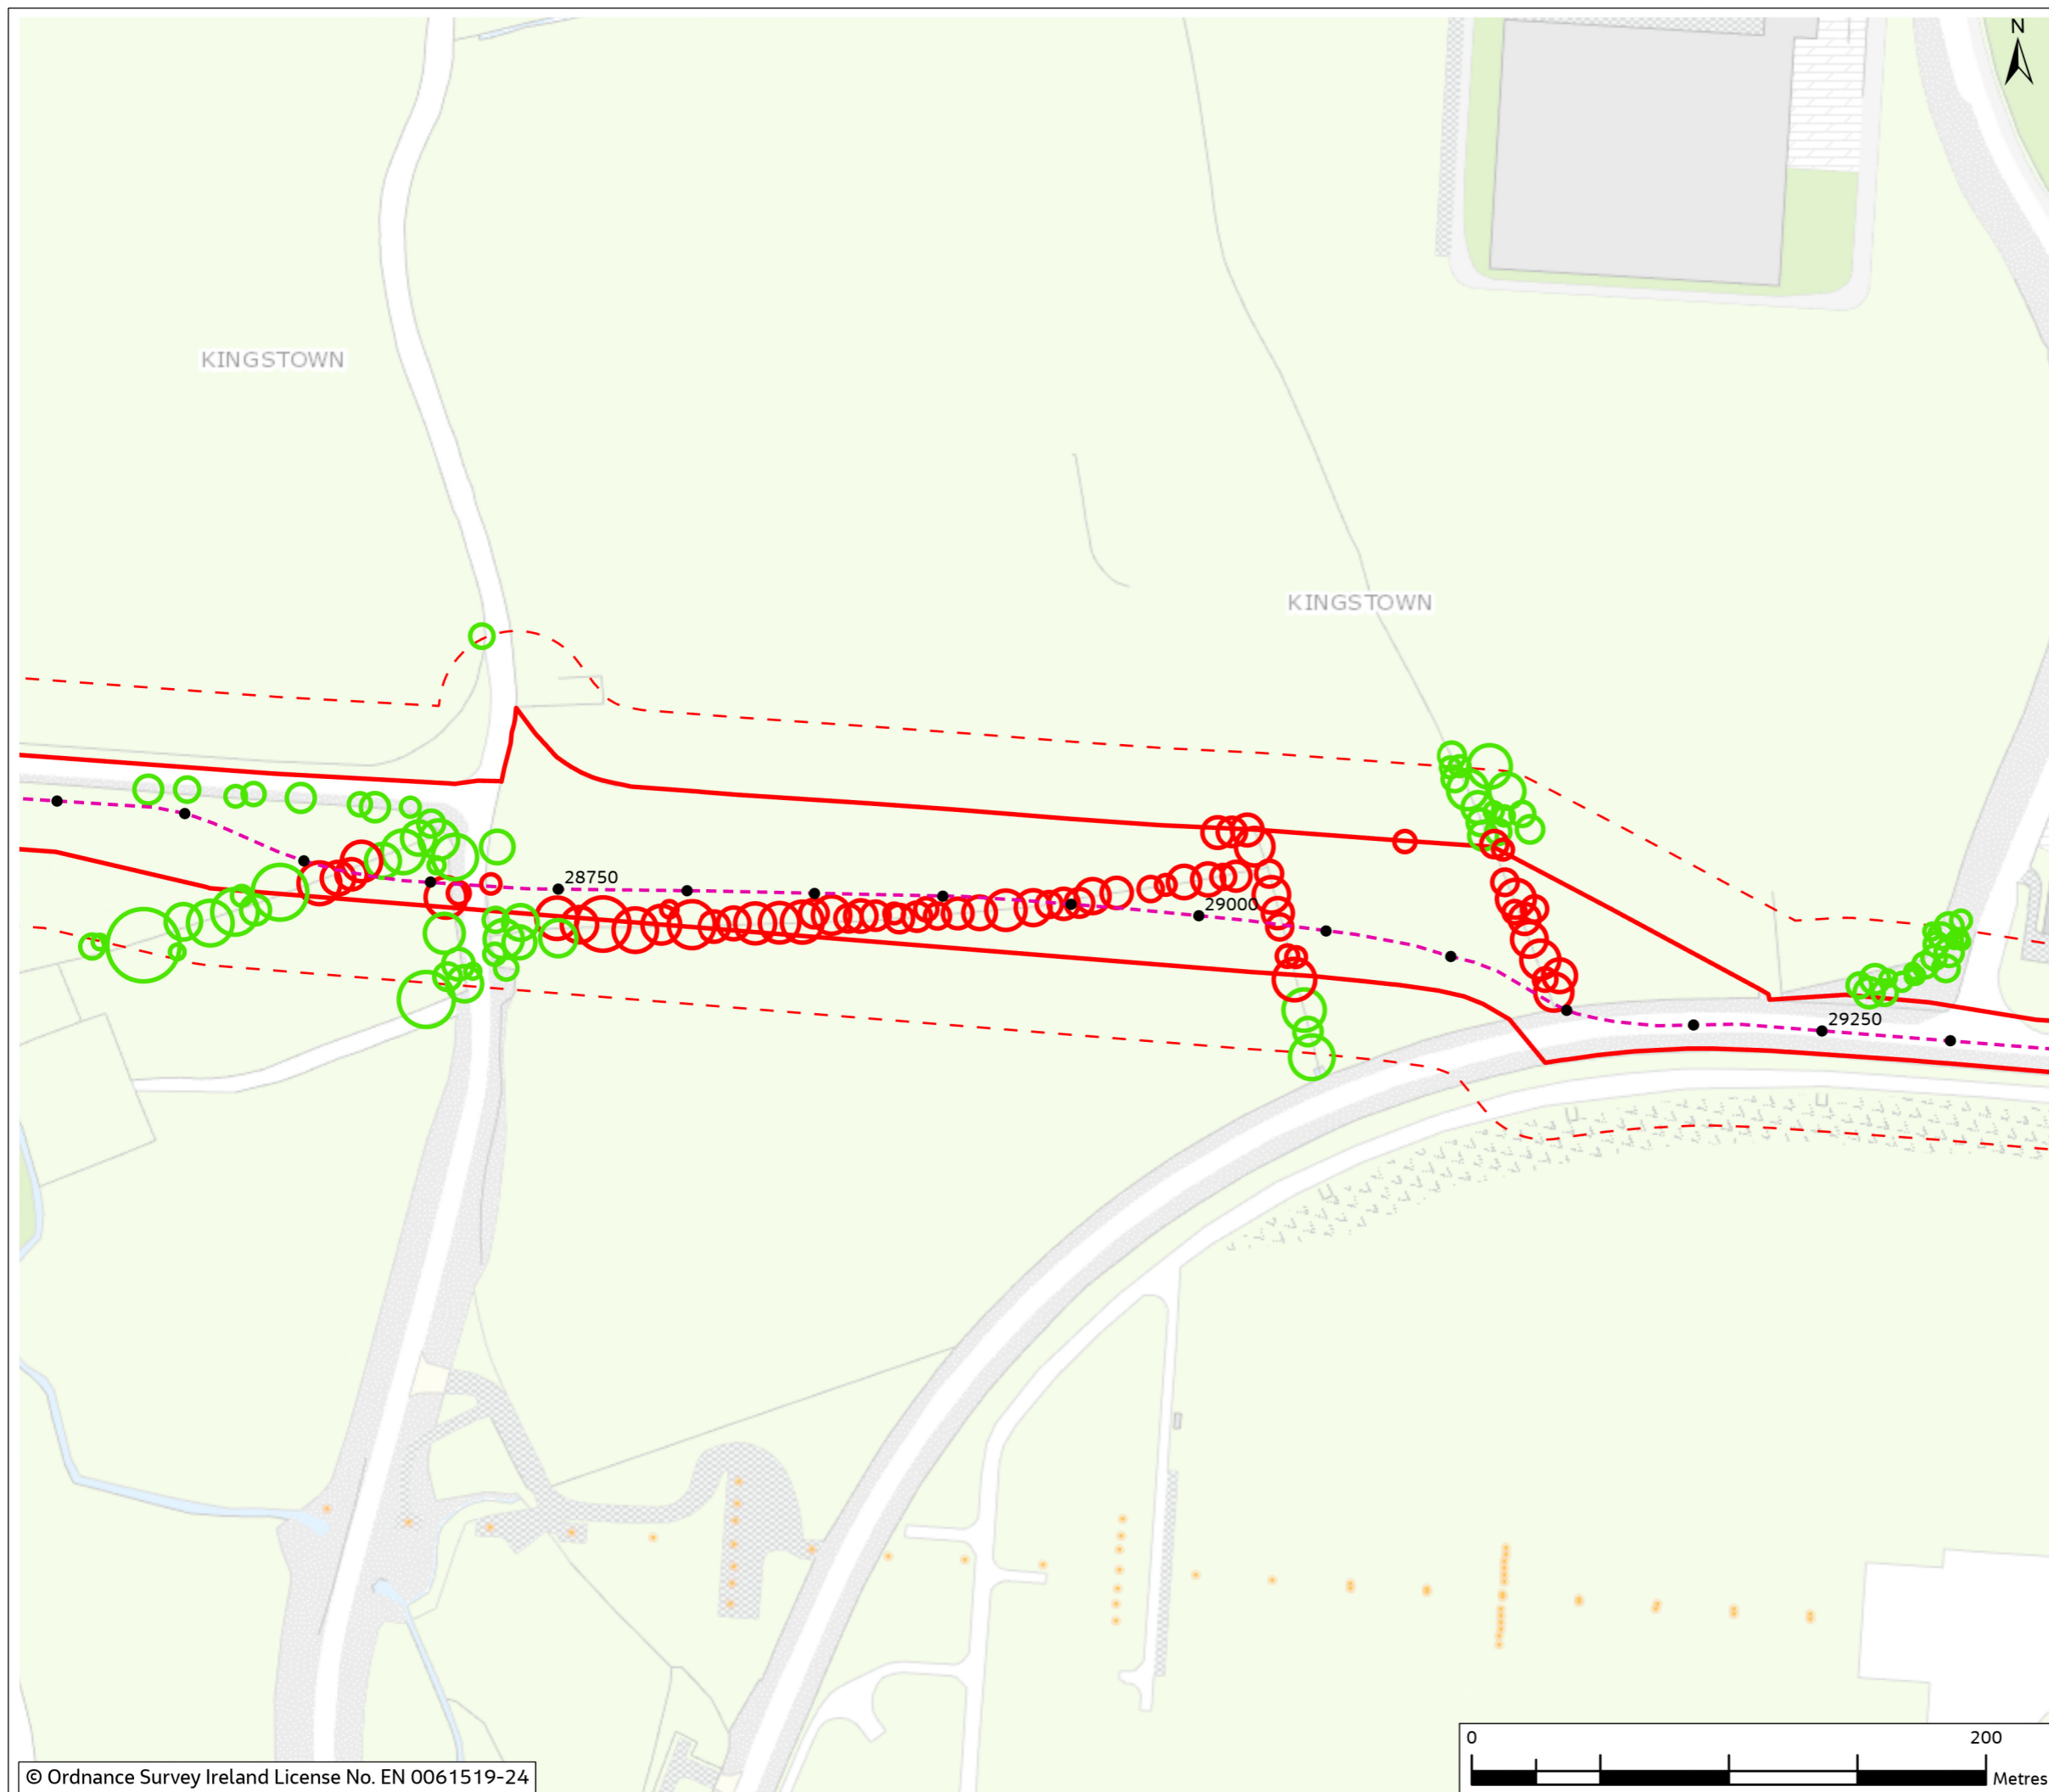 N
KINGSTOWN
KINGSTOWN
28750
29000
29250
0 200
Metres
© Ordnance Survey Ireland License No. EN 0061519-24